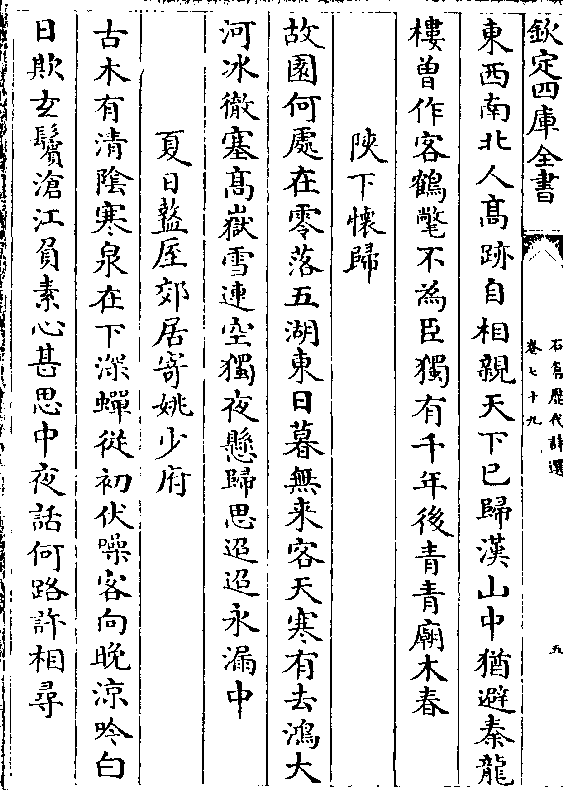 欽定四庫全書
石倉歷代詩選
卷七十九
五
東西南北人高跡自相親天下已歸漢山中猶避秦龍
樓曽作客鶴氅不為臣獨有千年後青青廟木春
陜下懷歸
故園何處在零落五湖東日暮無来客天寒有去鴻大
河冰徹塞高嶽雪連空獨夜懸歸思迢迢永漏中
夏日盩厔郊居寄姚少府
古木有清陰寒泉在下深蟬從初伏噪客向晚涼吟白
日欺玄鬢滄江負素心甚思中夜話何路許相尋